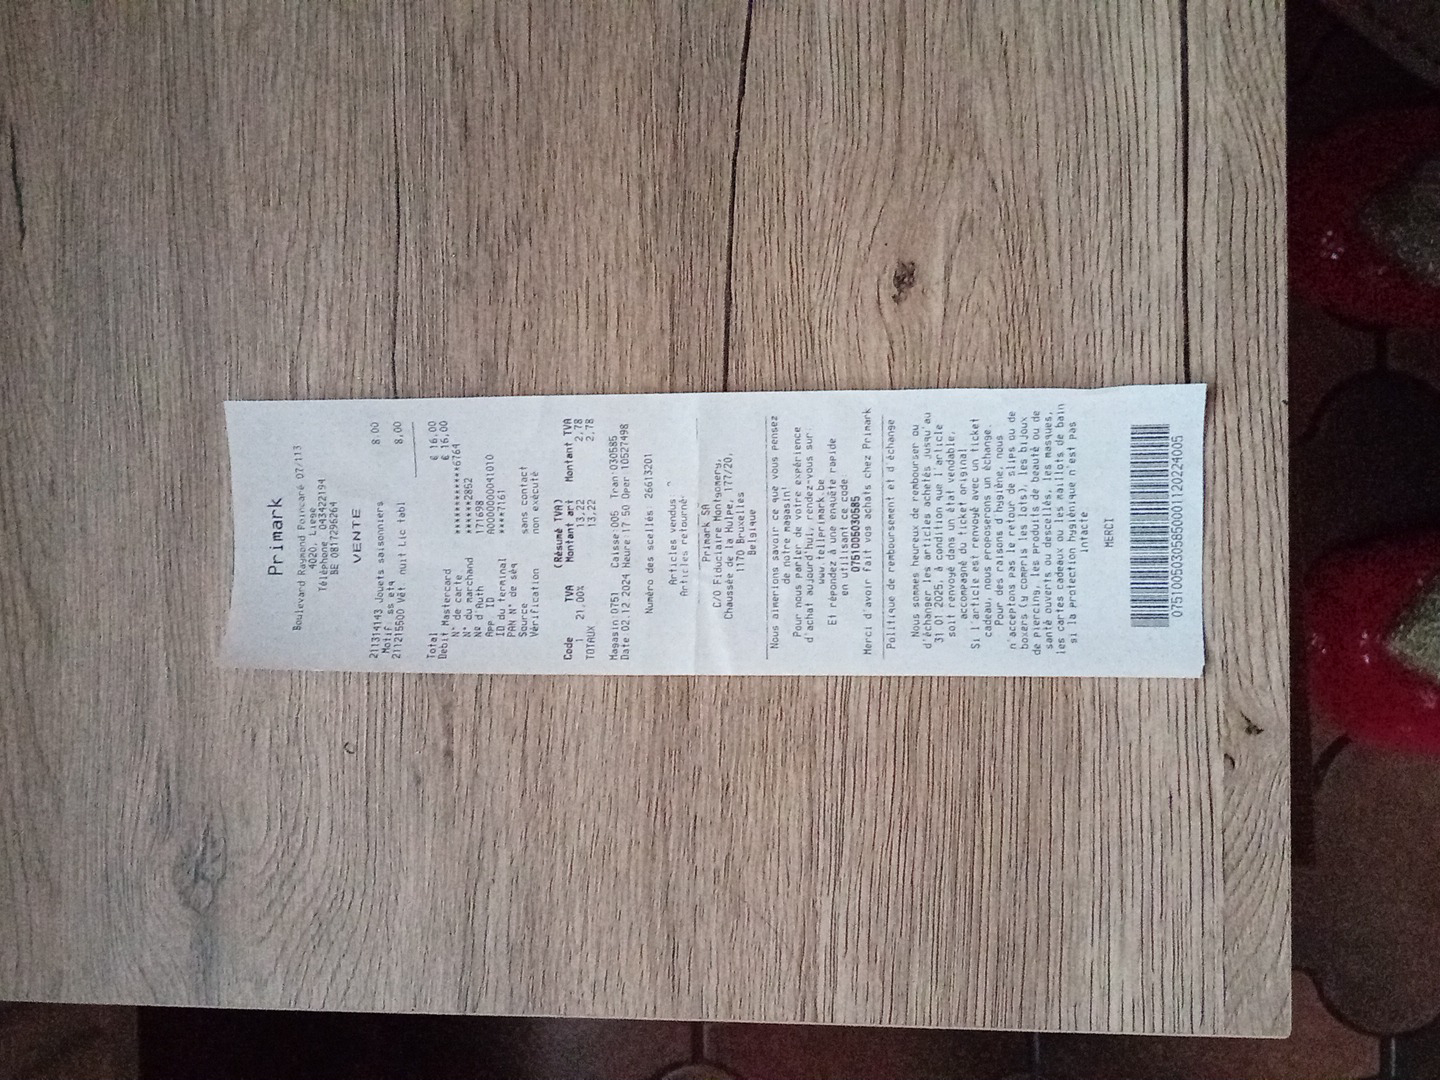 Primark
Boulevard Raymond Poincaré 07/113
4020, Liège
Téléphone 04342194
BE 0817296264
VENTE
211314143 Jouets saisonniers 8,00
Motif ss etq
211215500 Vêt nuit Lic tabl 8,00
Total € 16,00
Debit Mastercard € 16,00
N° de carte ************6764
N° du marchand ******2852
N° d'Auth 171698
App ID A0000000041010
ID du terminal ****7161
PAN N° de séq
Source sans contact
Vérification non exécuté
(Résumé TVA)
Code TVA Montant art Montant TVA
1 21,00% 13,22 2,78
TOTAUX 13,22 2,78
Magasin:0751 Caisse:005 Tran:030585
Date:02.12.2024 Heure:17:50 Oper:10527498
Numéro des scellés: 26613201
Articles vendus
Articles retourné
Primark SA
C/O Fiduciaire Montgomery,
Chaussée de la Hulpe, 177/20,
1170 Bruxelles
Belgique
Nous aimerions savoir ce que vous pensez
de notre magasin!
Pour nous parler de votre expérience
d'achat aujourd'hui, rendez-vous sur:
www.tellprimark.be
Et répondez à une enquête rapide
en utilisant ce code:
0751005030585
Merci d'avoir fait vos achats chez Primark
Politique de remboursement et d'échange
Nous sommes heureux de rembourser ou
d'échanger les articles achetés jusqu'au
31.01.2025, à condition que l'article
soit renvoyé dans un état vendable,
accompagné du ticket original
Si l'article est renvoyé avec un ticket
cadeau, nous proposerons un échange.
Pour des raisons d'hygiène, nous
n'acceptons pas le retour de slips ou de
boxers (y compris les lots), les bijoux
de piercing, les produits de beauté ou de
santé ouverts ou descellés, les masques,
les cartes cadeaux ou les maillots de bain
si la protection hygiénique n'est pas
intacte
MERCI
0751005030585000112022​4005